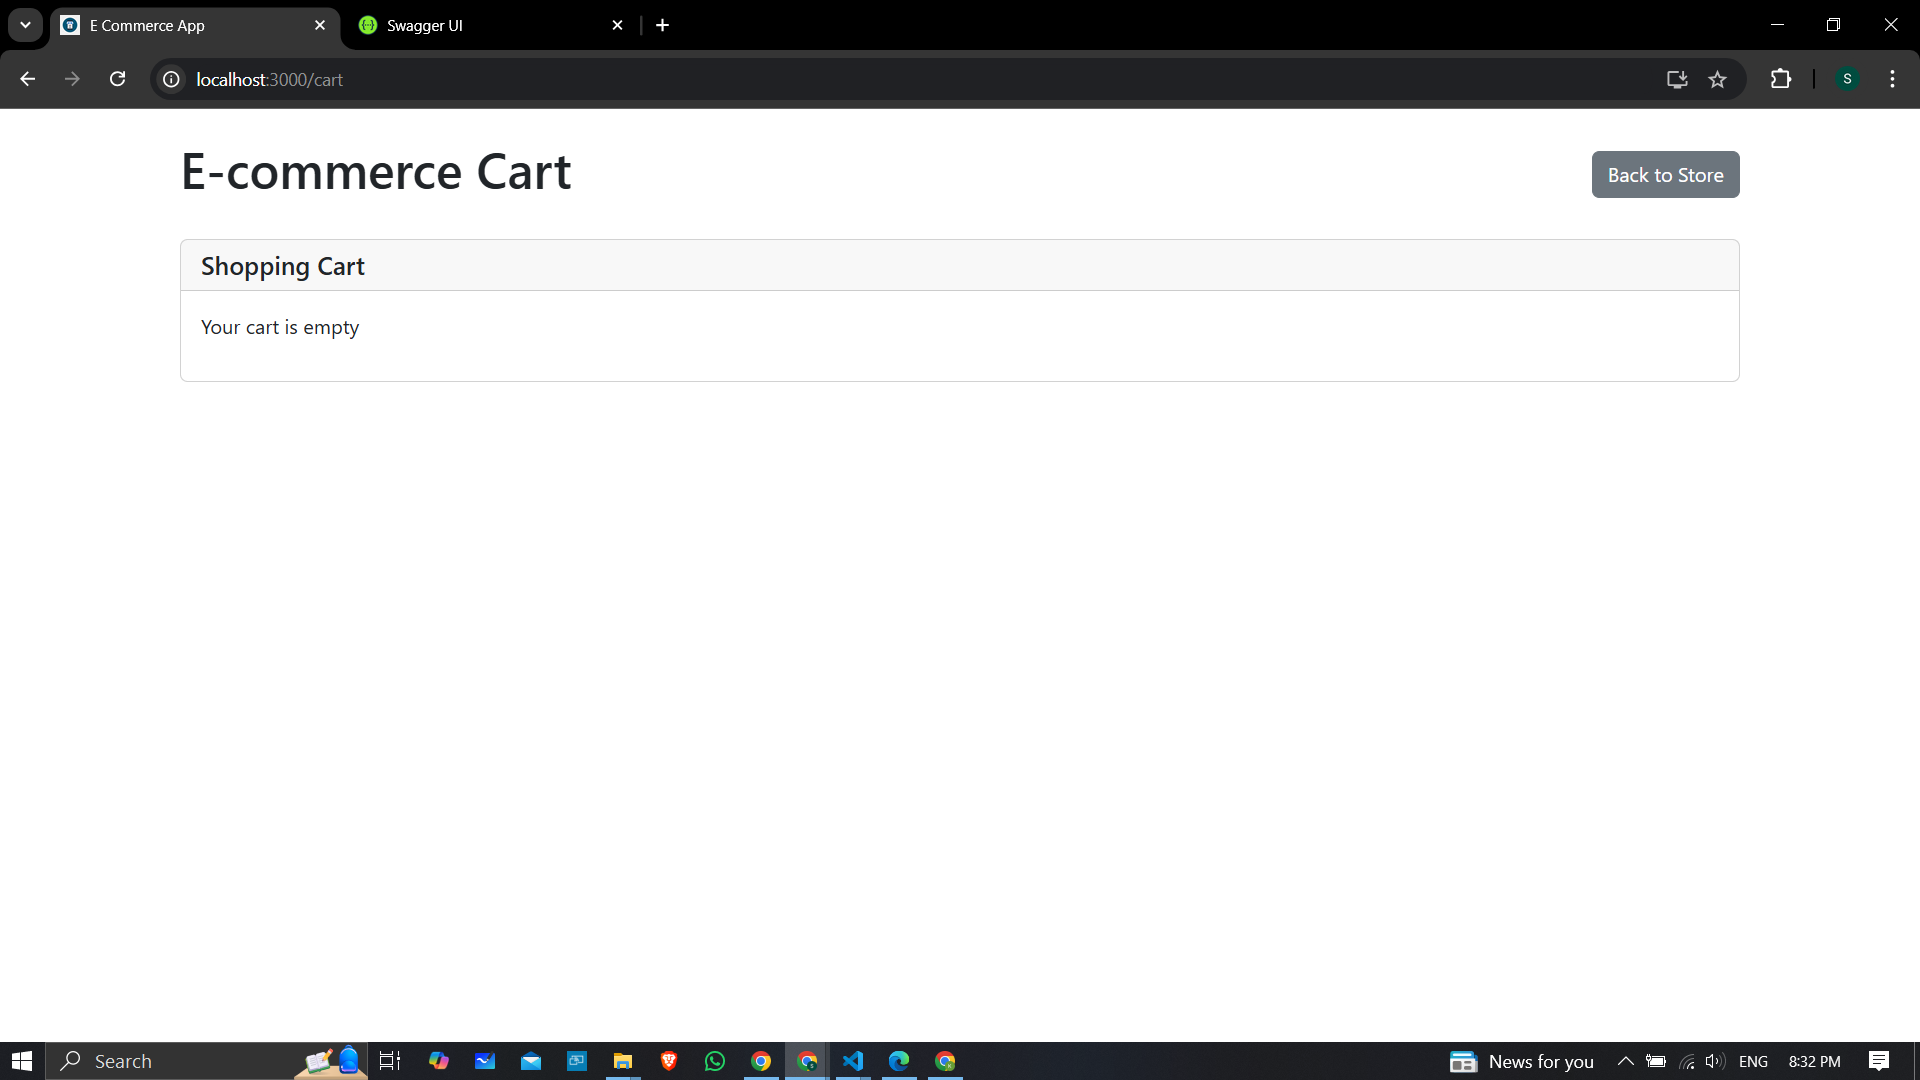 E Commerce App
Swagger UI
localhost:3000/cart
S
E-commerce Cart
Back to Store
Shopping Cart
Your cart is empty
Search
News for you
ENG
8:32 PM